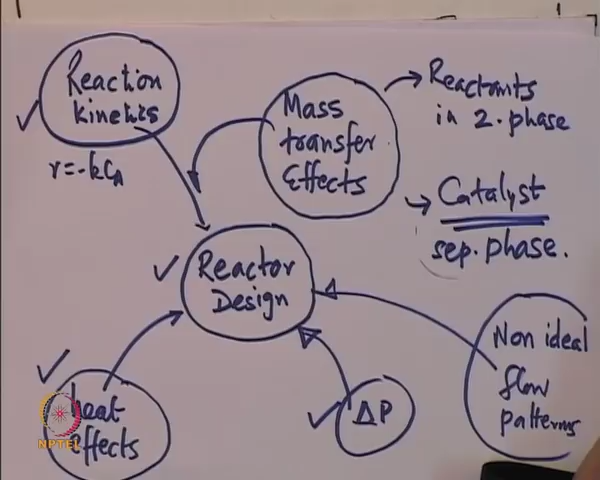 Reaction
kinetics
r=-kCA
Mass
transfer
Effects
Reactants
in 2. phase
Catalyst
sep. phase.
Reactor
Design
Heat
effects
ΔP
Non ideal
flow
patterns
NPTEL